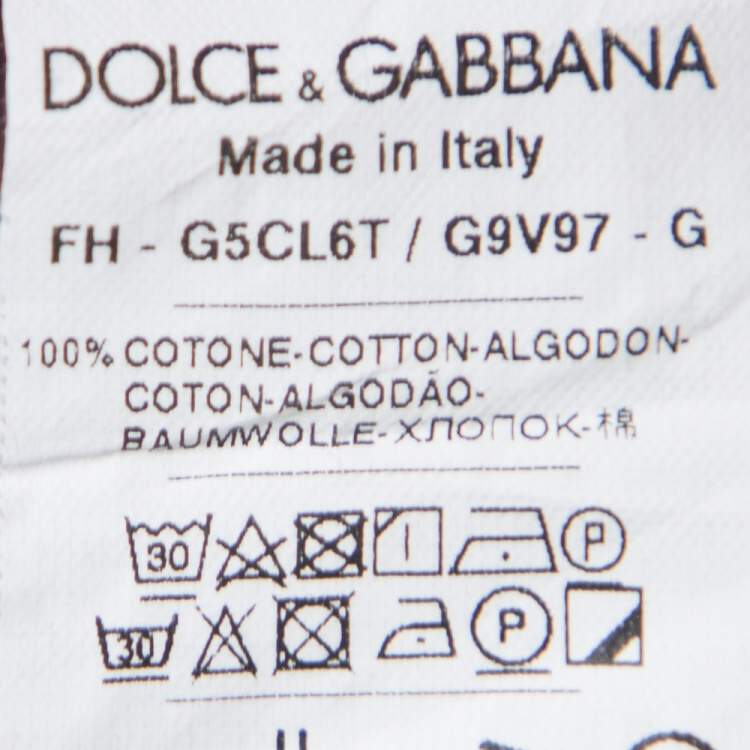 DOLCE & GABBANA
Made in Italy
FH - G5CL6T / G9V97 - G
100% COTONE-COTTON-ALGODON-
COTON-ALGODÃO-
BAUMWOLLE-ХЛОПОК-棉
30 P
30 P